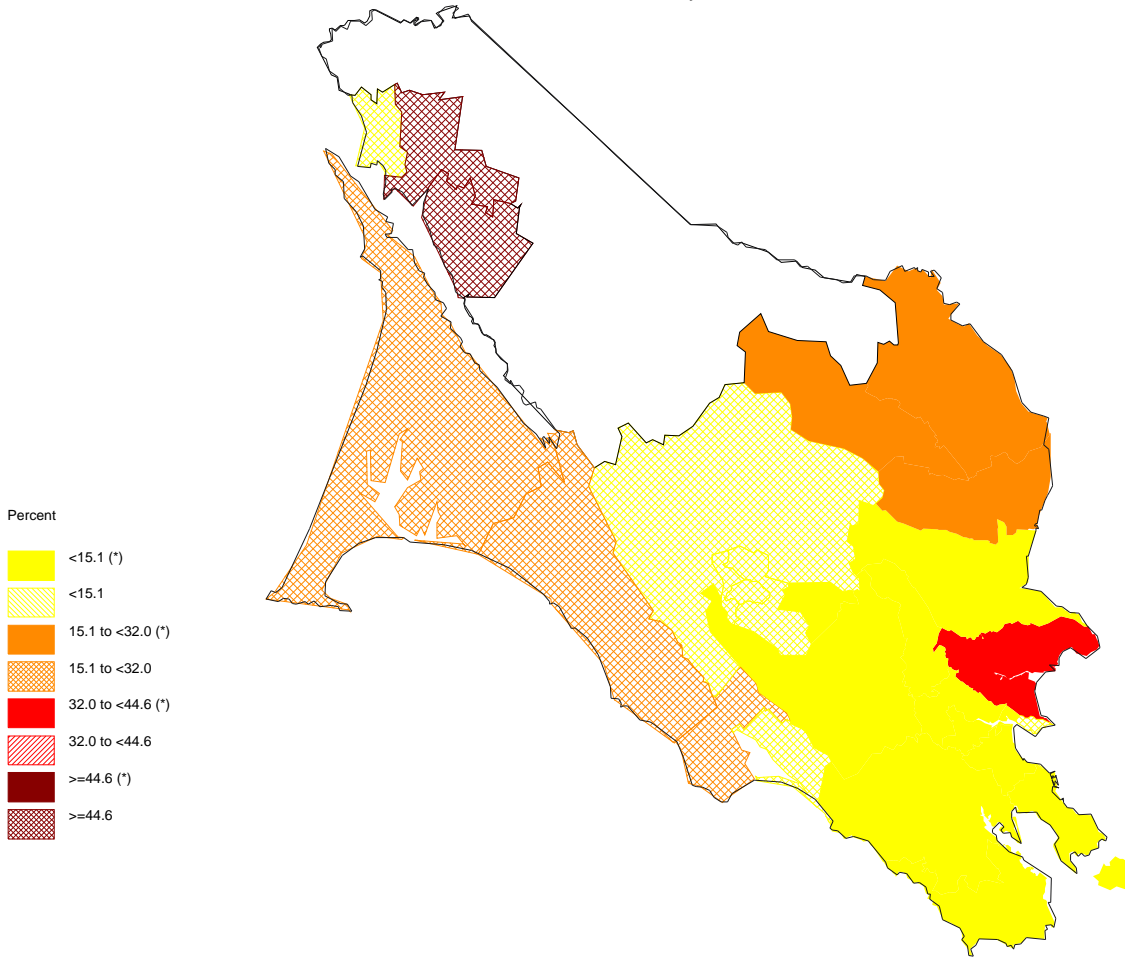 Percent
<15.1 (*)
<15.1
15.1 to <32.0 (*)
15.1 to <32.0
32.0 to <44.6 (*)
32.0 to <44.6
>=44.6 (*)
>=44.6